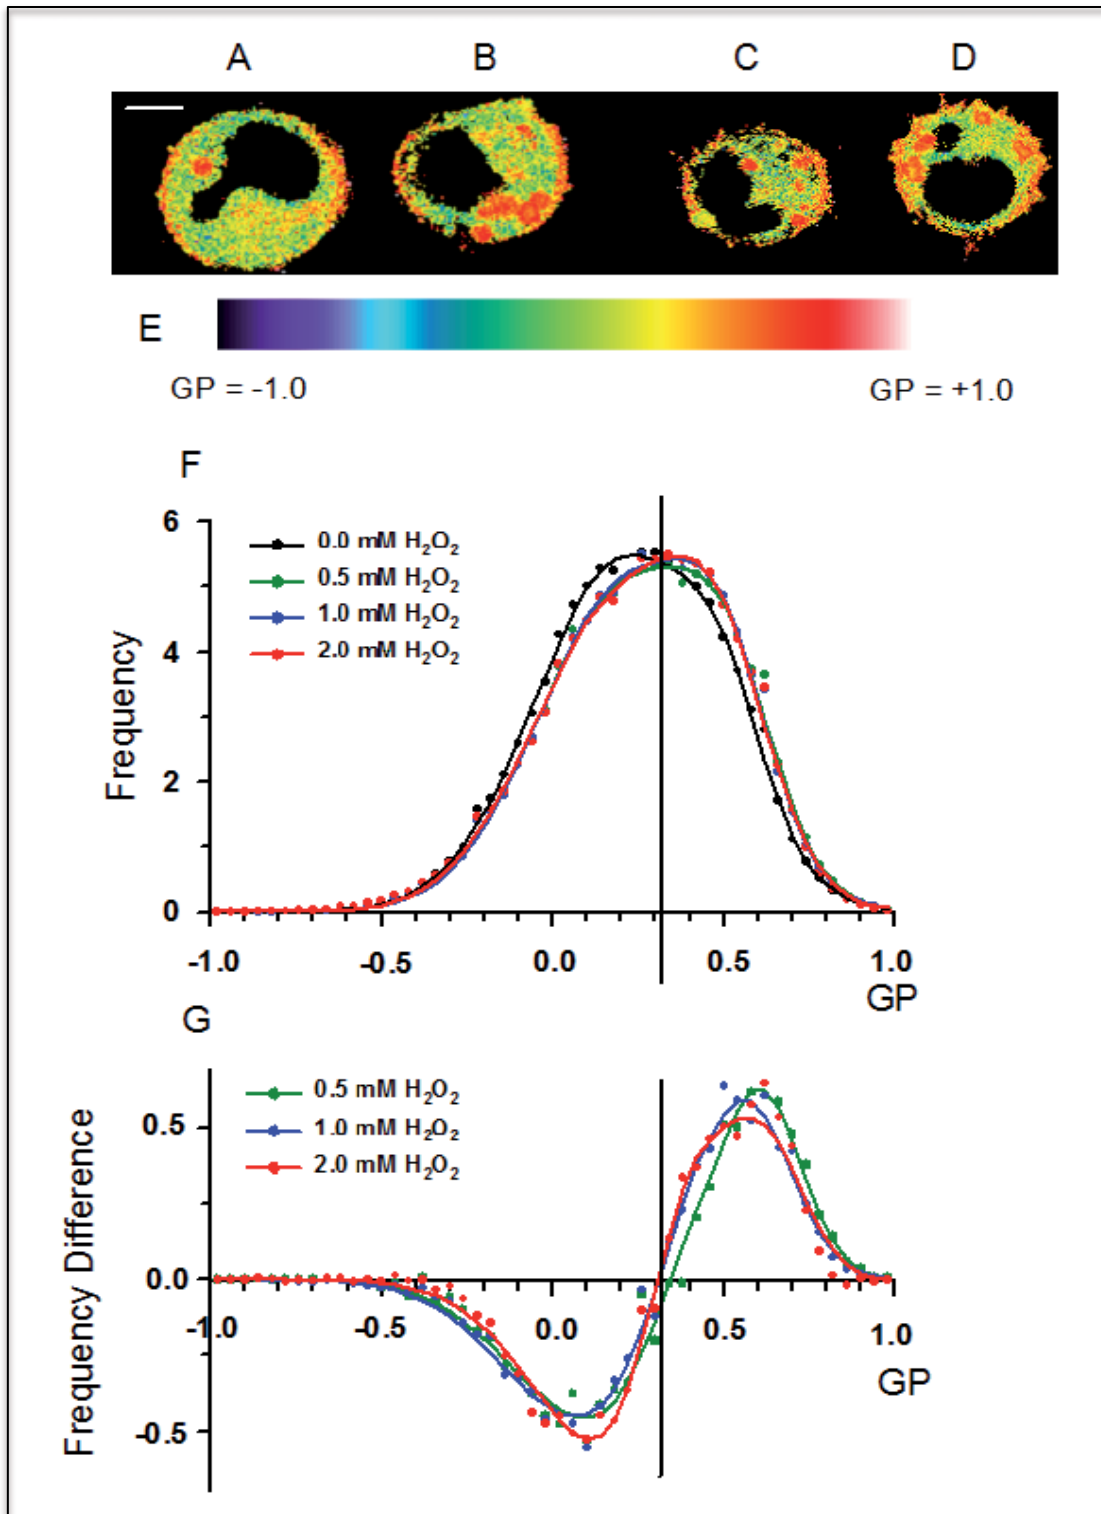 A B C D
E
GP = -1.0 GP = +1.0
F
6
4
2
0
Frequency
0.0 mM H₂O₂
0.5 mM H₂O₂
1.0 mM H₂O₂
2.0 mM H₂O₂
-1.0 -0.5 0.0 0.5 1.0
GP
G
0.5
0.0
-0.5
Frequency Difference
0.5 mM H₂O₂
1.0 mM H₂O₂
2.0 mM H₂O₂
-1.0 -0.5 0.0 0.5 1.0
GP